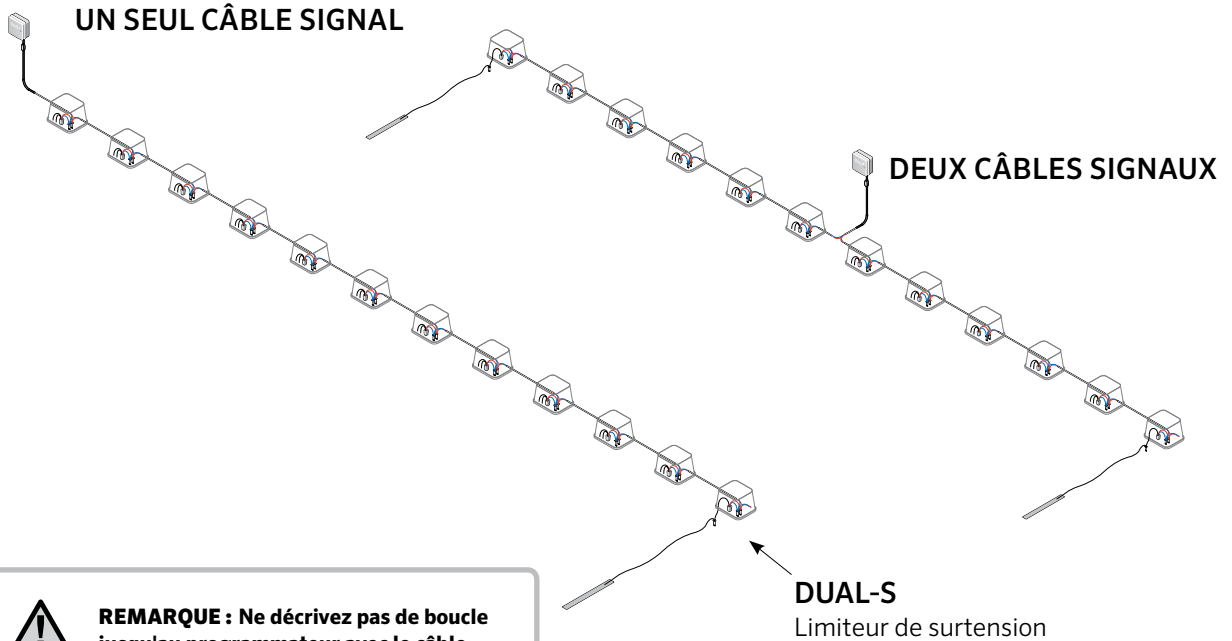 UN SEUL CÂBLE SIGNAL
DEUX CÂBLES SIGNAUX
DUAL-S
Limiteur de surtension
REMARQUE : Ne décrivez pas de boucle
jusqu'au programmateur avec le câble